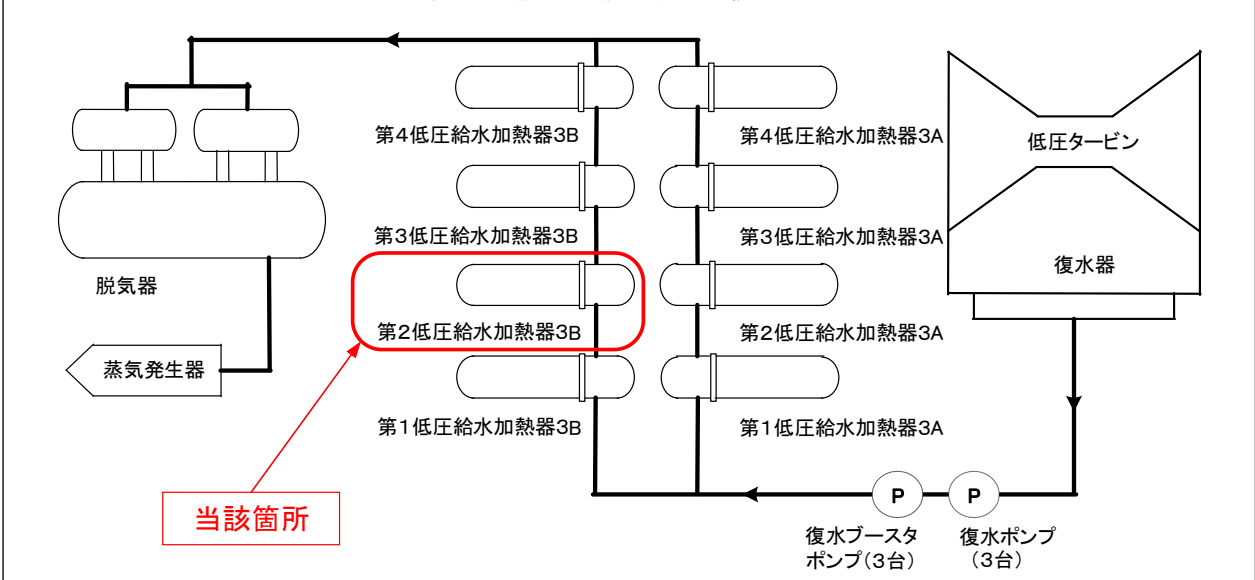 第4低圧給水加熱器3B
第4低圧給水加熱器3A
低圧タービン
第3低圧給水加熱器3B
第3低圧給水加熱器3A
復水器
脱気器
第2低圧給水加熱器3B
第2低圧給水加熱器3A
蒸気発生器
第1低圧給水加熱器3B
第1低圧給水加熱器3A
当該箇所
P
P
復水ブースタ
ポンプ(3台)
復水ポンプ
(3台)